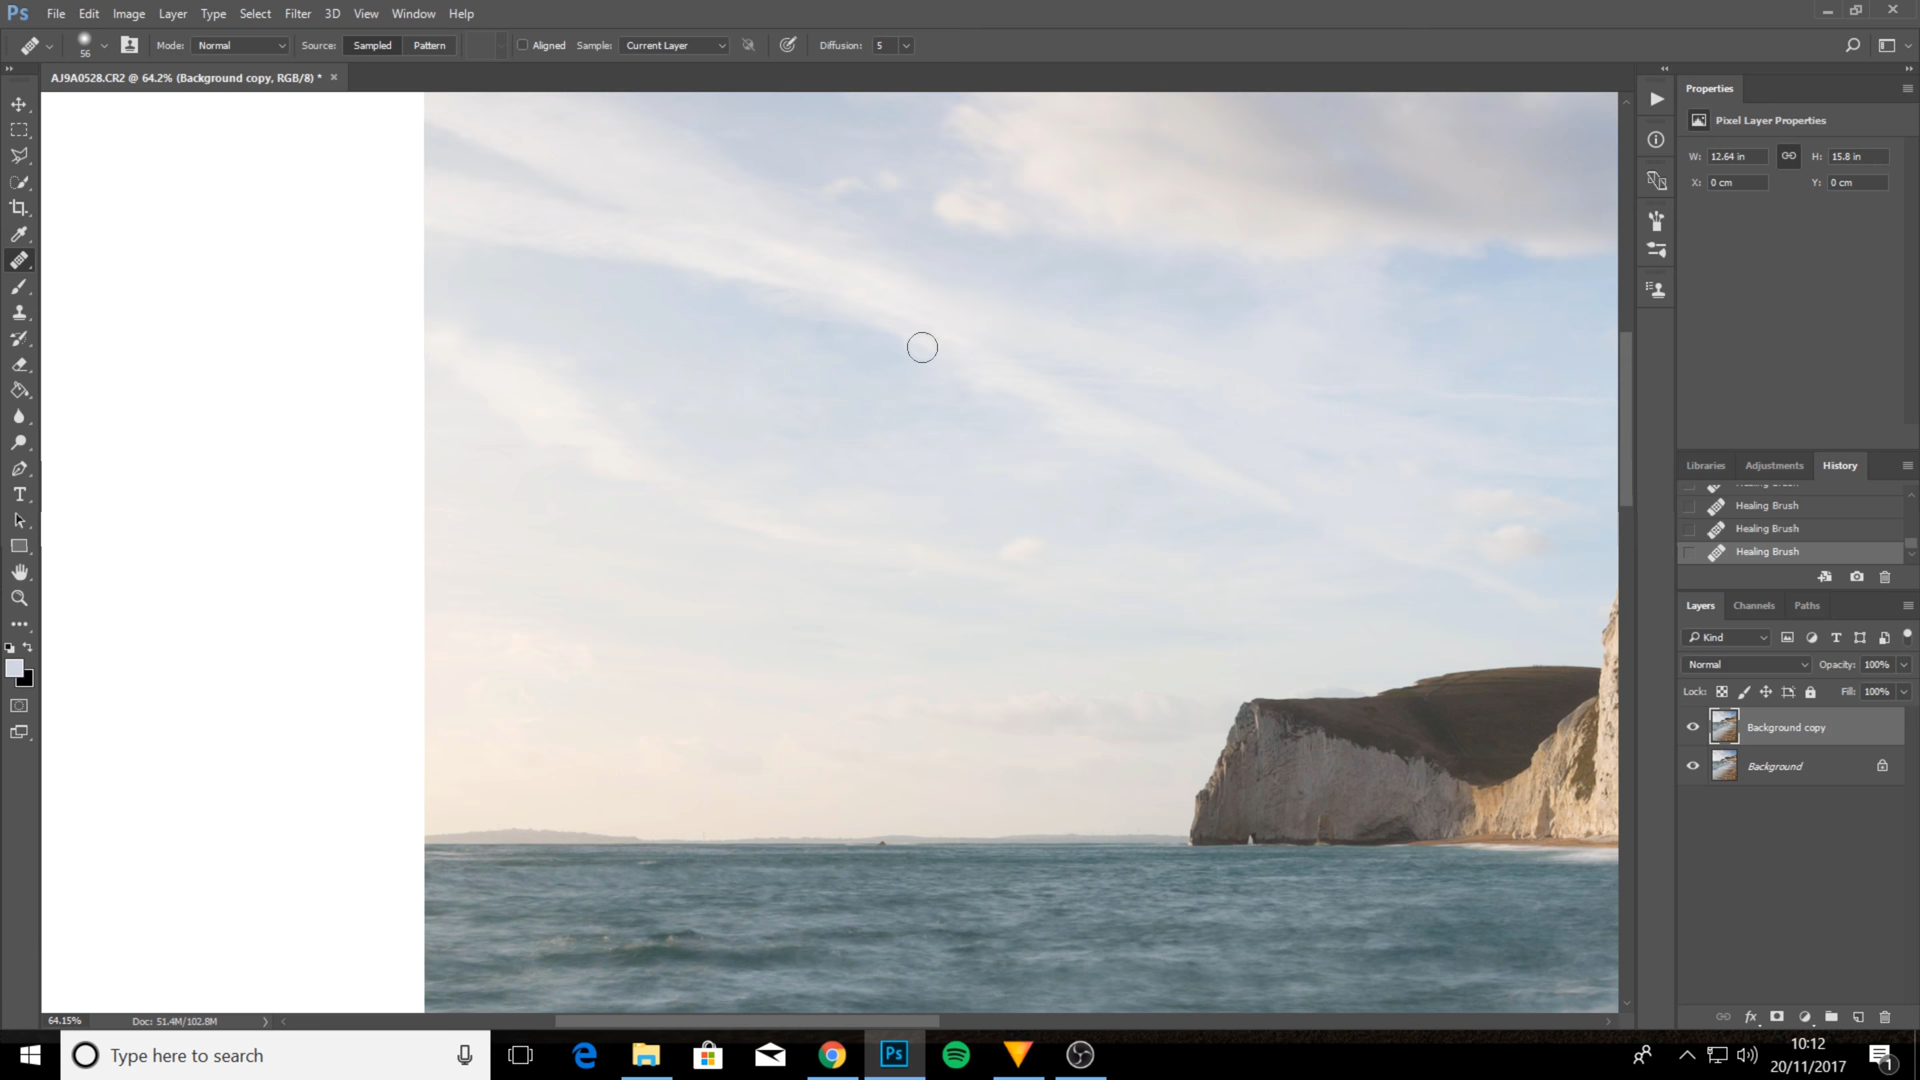 Ps File Edit Image Layer Type Select Filter 3D View Window Help
56 Mode: Normal Source: Sampled Pattern Aligned Sample: Current Layer Diffusion: 5
AJ9A0528.CR2 @ 64.2% (Background copy, RGB/8) * ×
Properties
Pixel Layer Properties
W: 12.64 in H: 15.8 in
X: 0 cm Y: 0 cm
Libraries Adjustments History
Healing Brush
Healing Brush
Healing Brush
Healing Brush
Layers Channels Paths
Kind
Normal Opacity: 100%
Lock: Fill: 100%
Background copy
Background
64.15% Doc: 51.4M/102.8M
Type here to search
Ps
10:12
20/11/2017
1